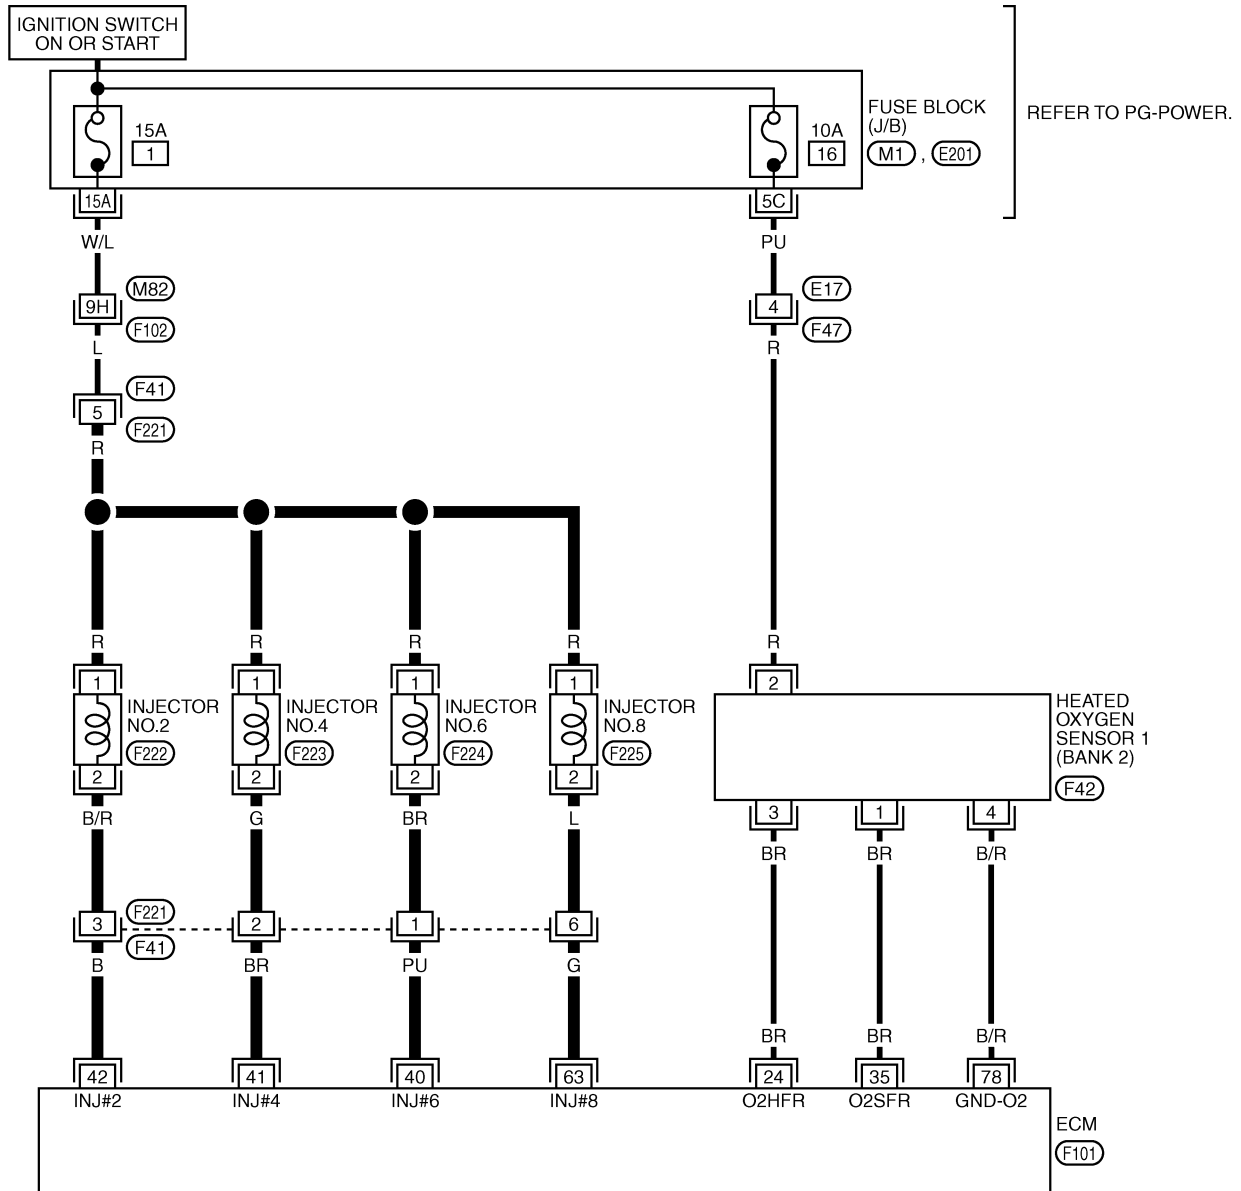 IGNITION SWITCH
ON OR START
FUSE BLOCK
(J/B)
M1 , E201
REFER TO PG-POWER.
15A
1
10A
16
15A
5C
W/L
PU
M82
9H
F102
E17
4
F47
L
R
F41
5
F221
R
R R R R R
1 1 1 1 2
INJECTOR
NO.2
F222
INJECTOR
NO.4
F223
INJECTOR
NO.6
F224
INJECTOR
NO.8
F225
HEATED
OXYGEN
SENSOR 1
(BANK 2)
F42
2 2 2 2
3 1 4
B/R G BR L
BR BR B/R
F221
3 2 1 6
F41
B BR PU G
BR BR B/R
42 41 40 63 24 35 78
INJ#2 INJ#4 INJ#6 INJ#8 O2HFR O2SFR GND-O2
ECM
F101